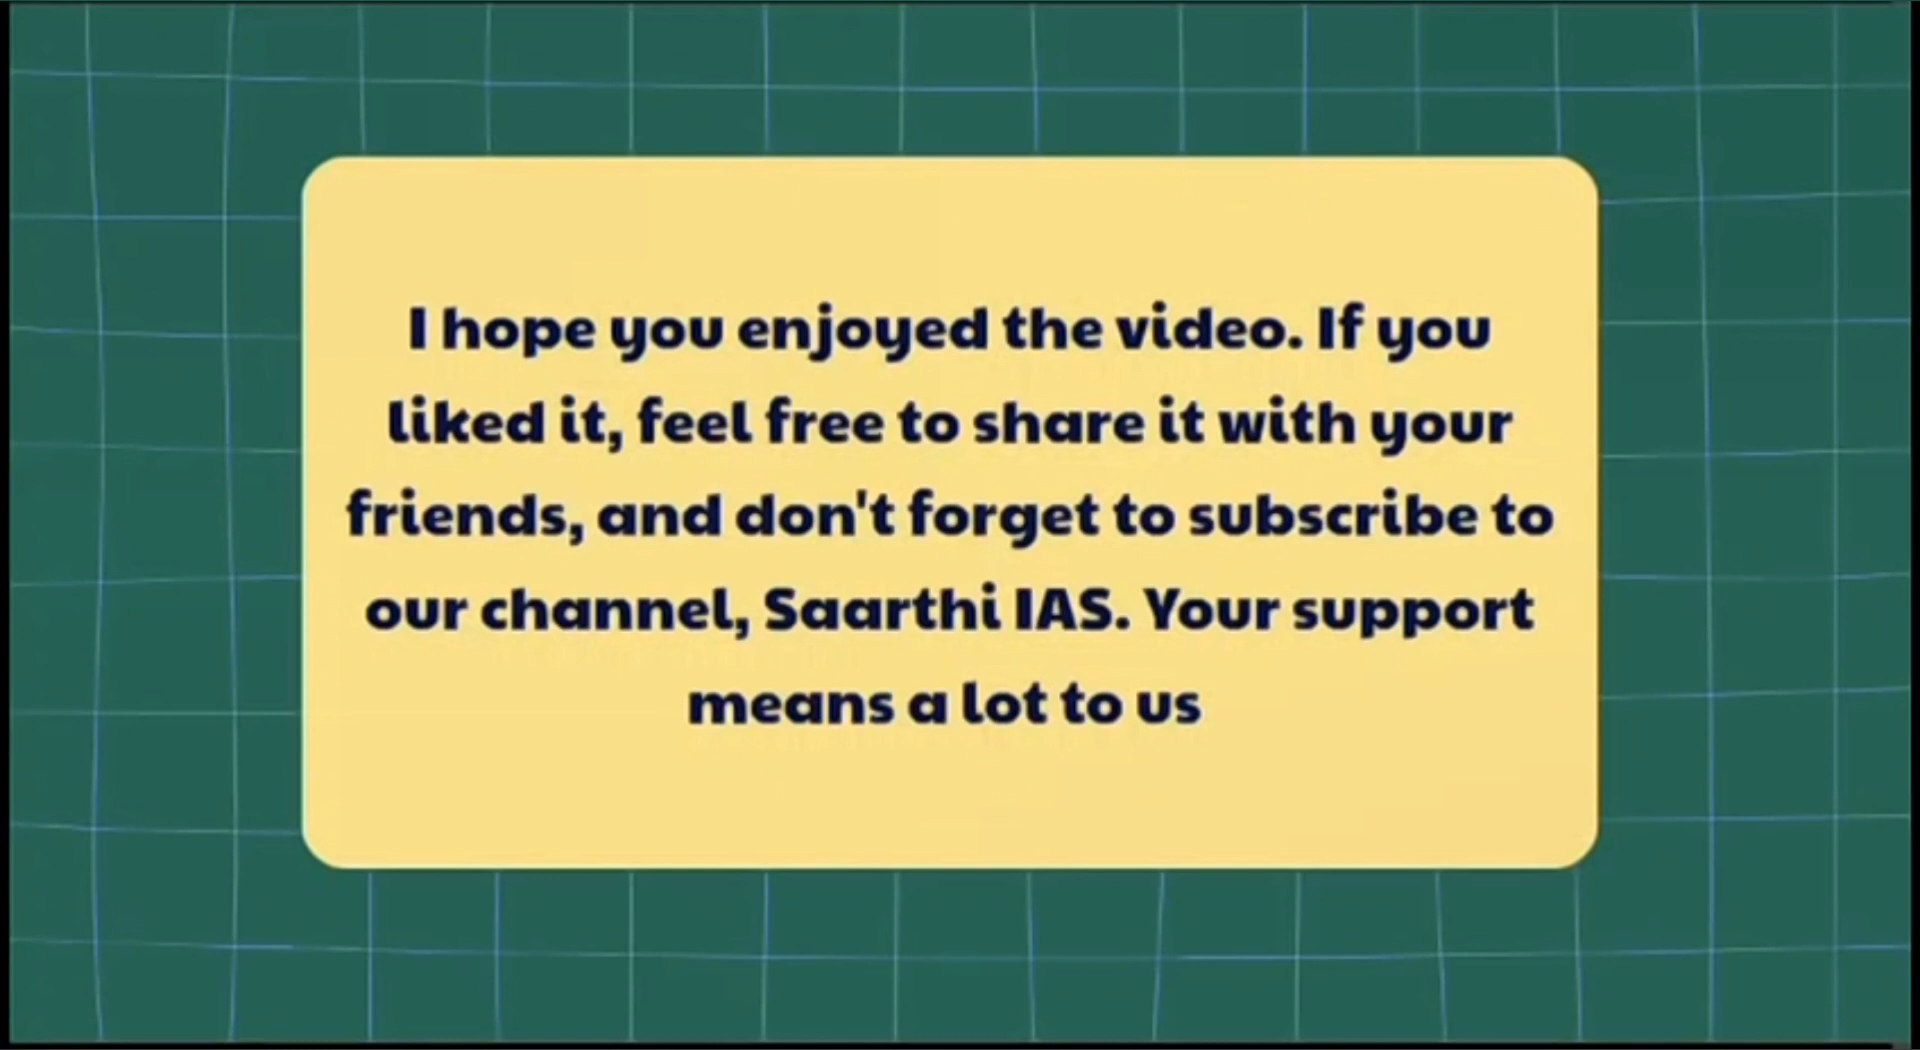 I hope you enjoyed the video. If you
liked it, feel free to share it with your
friends, and don't forget to subscribe to
our channel, Saarthi IAS. Your support
means a lot to us